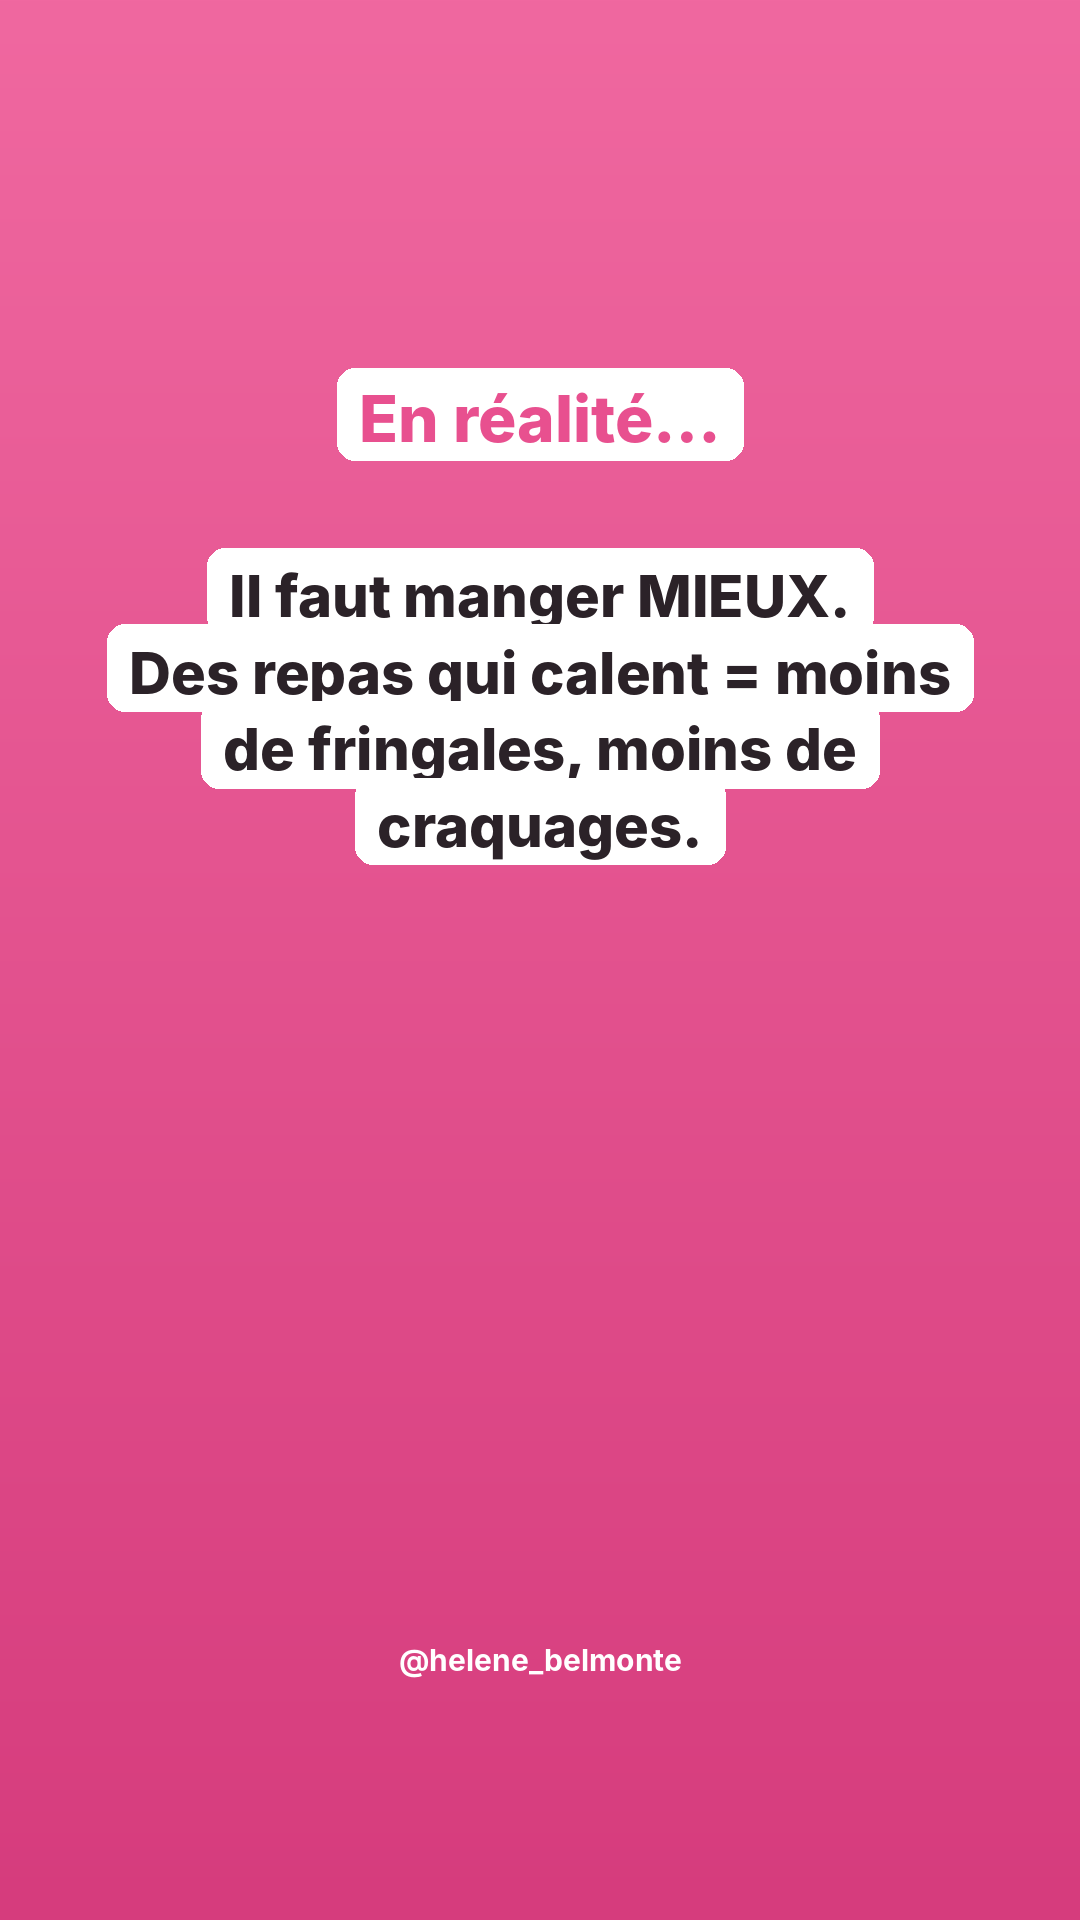 En réalité...
Il faut manger MIEUX.
Des repas qui calent = moins
de fringales, moins de
craquages.
@helene_belmonte